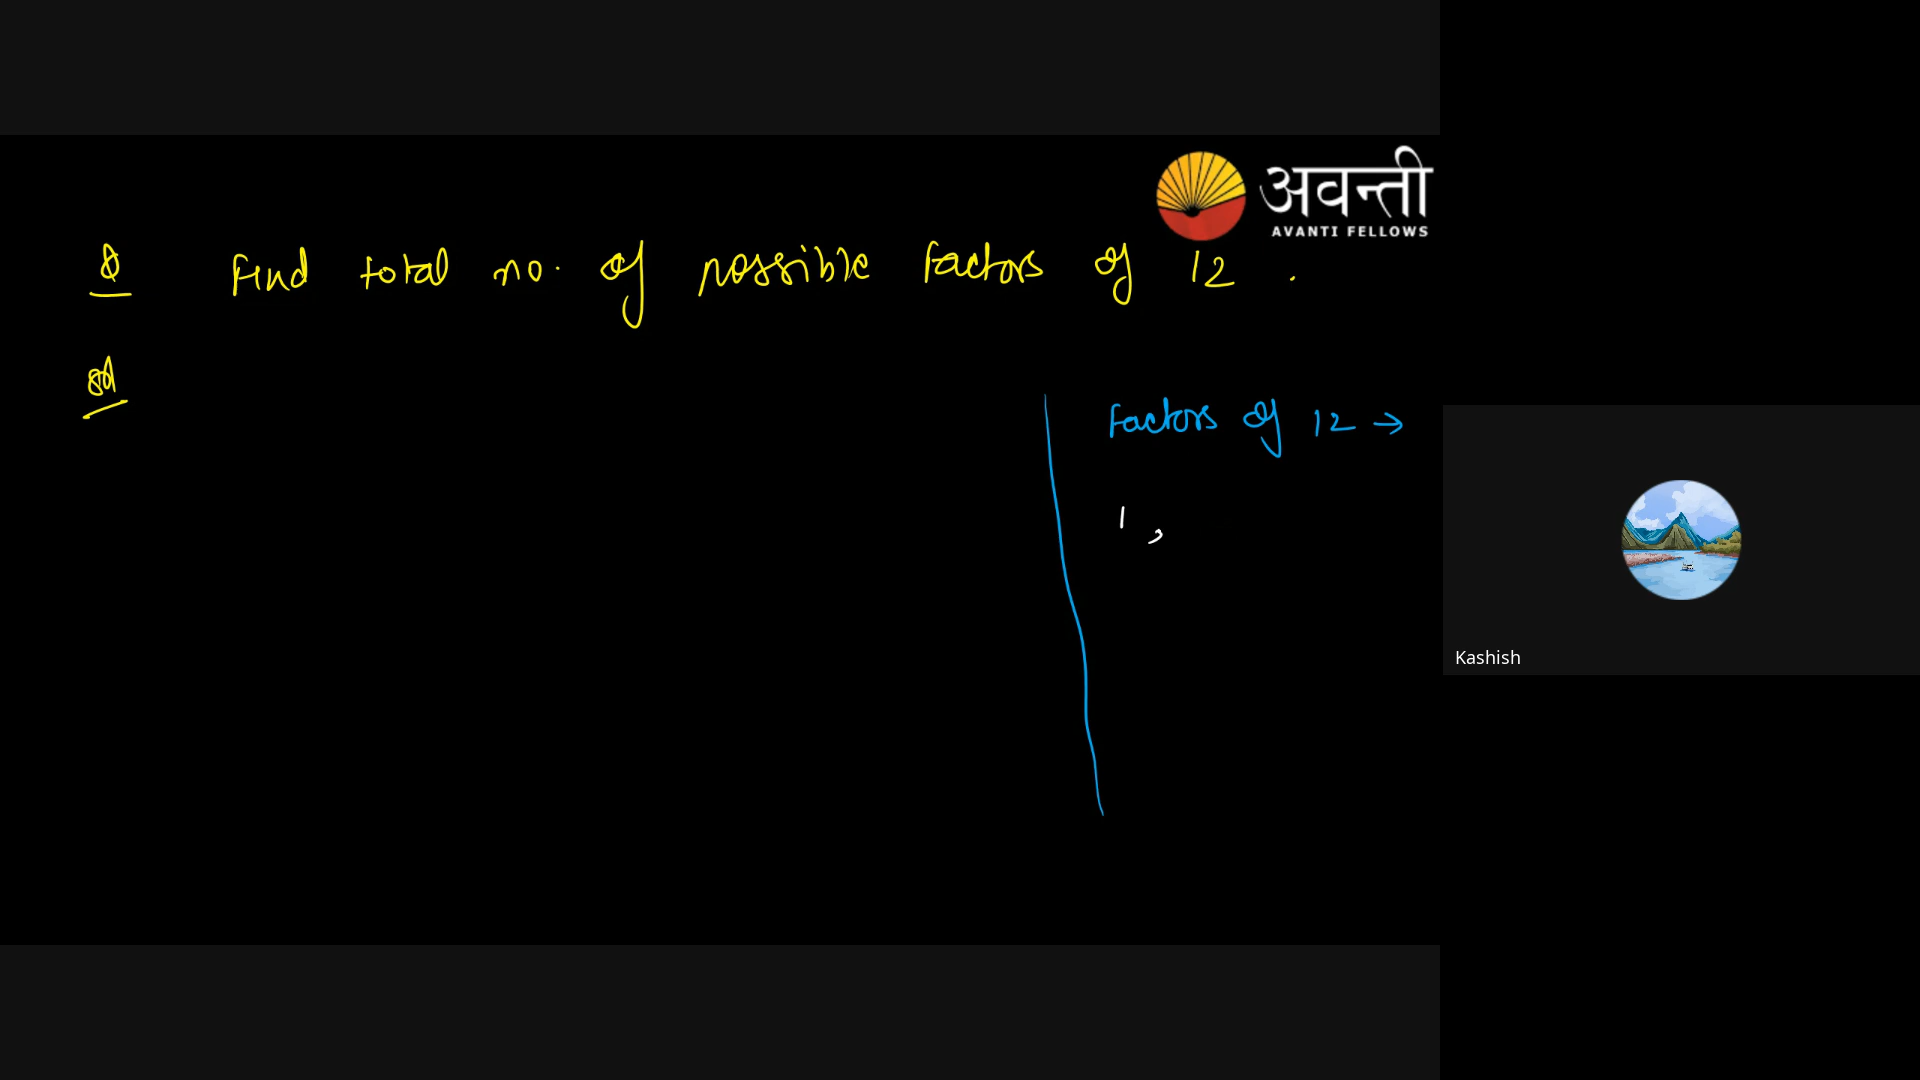 अवन्ती
AVANTI FELLOWS
Q Find total no. of possible factors of 12 .
Sol
Factors of 12 →
1 ,
Kashish